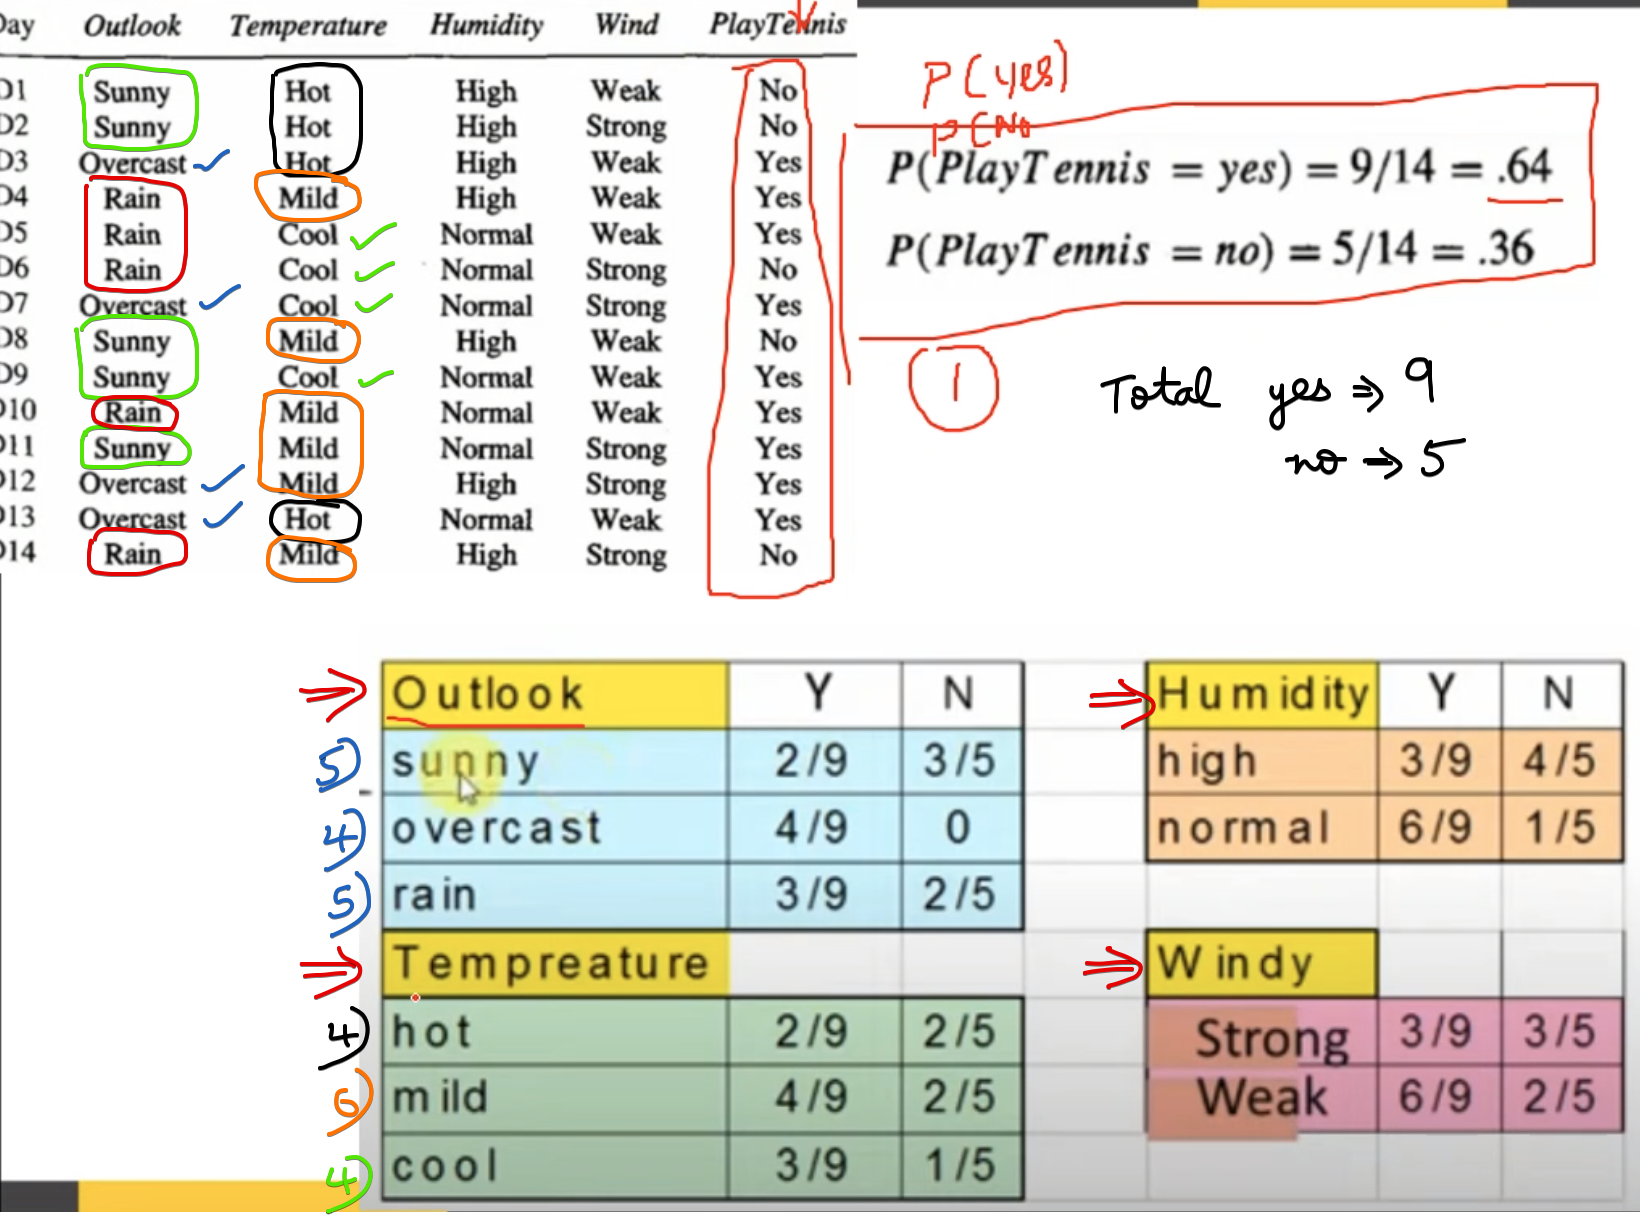 Day Outlook Temperature Humidity Wind PlayTennis
D1 Sunny Hot High Weak No
D2 Sunny Hot High Strong No
D3 Overcast Hot High Weak Yes
D4 Rain Mild High Weak Yes
D5 Rain Cool Normal Weak Yes
D6 Rain Cool Normal Strong No
D7 Overcast Cool Normal Strong Yes
D8 Sunny Mild High Weak No
D9 Sunny Cool Normal Weak Yes
D10 Rain Mild Normal Weak Yes
D11 Sunny Mild Normal Strong Yes
D12 Overcast Mild High Strong Yes
D13 Overcast Hot Normal Weak Yes
D14 Rain Mild High Strong No
P(yes)
P(No
P(PlayTennis = yes) = 9/14 = .64
P(PlayTennis = no) = 5/14 = .36
1
Total yes ⇒ 9
no ⇒ 5
⇒ Outlook Y N
5) sunny 2/9 3/5
4) overcast 4/9 0
5) rain 3/9 2/5
⇒ Tempreature
4) hot 2/9 2/5
6) mild 4/9 2/5
4) cool 3/9 1/5
⇒ Humidity Y N
high 3/9 4/5
normal 6/9 1/5
⇒ Windy
Strong 3/9 3/5
Weak 6/9 2/5